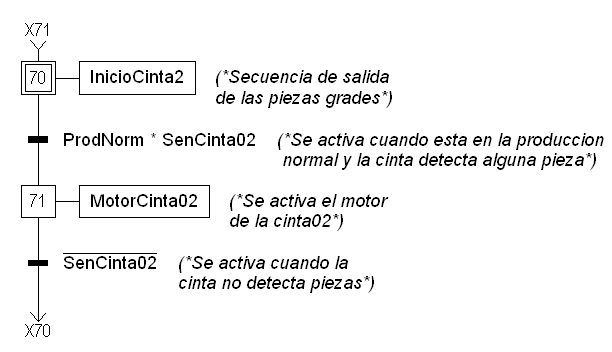 X71
70 InicioCinta2 (*Secuencia de salida
de las piezas grades*)
ProdNorm * SenCinta02 (*Se activa cuando esta en la produccion
normal y la cinta detecta alguna pieza*)
71 MotorCinta02 (*Se activa el motor
de la cinta02*)
SenCinta02 (*Se activa cuando la
cinta no detecta piezas*)
X70